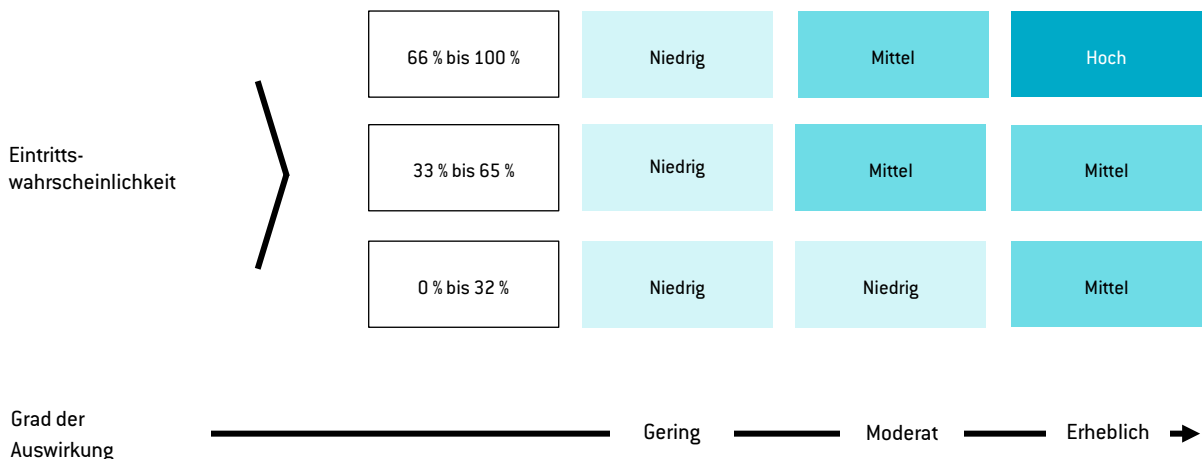 66 % bis 100 %
Niedrig
Mittel
Hoch
Eintritts-
wahrscheinlichkeit
33 % bis 65 %
Niedrig
Mittel
Mittel
0 % bis 32 %
Niedrig
Niedrig
Mittel
Grad der
Auswirkung
Gering
Moderat
Erheblich